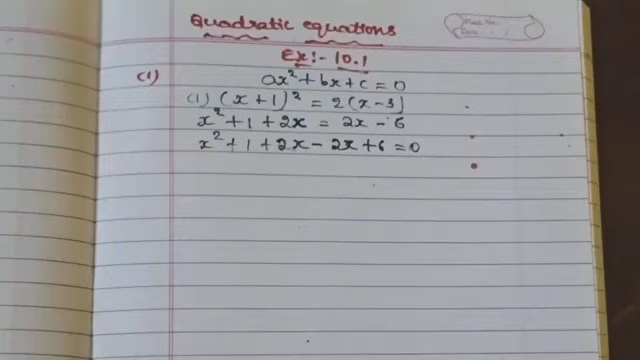 Quadratic equations
Ex:- 10.1
(1) ax² + bx + c = 0
(1) (x + 1)² = 2(x - 3)
x² + 1 + 2x = 2x - 6
x² + 1 + 2x - 2x + 6 = 0